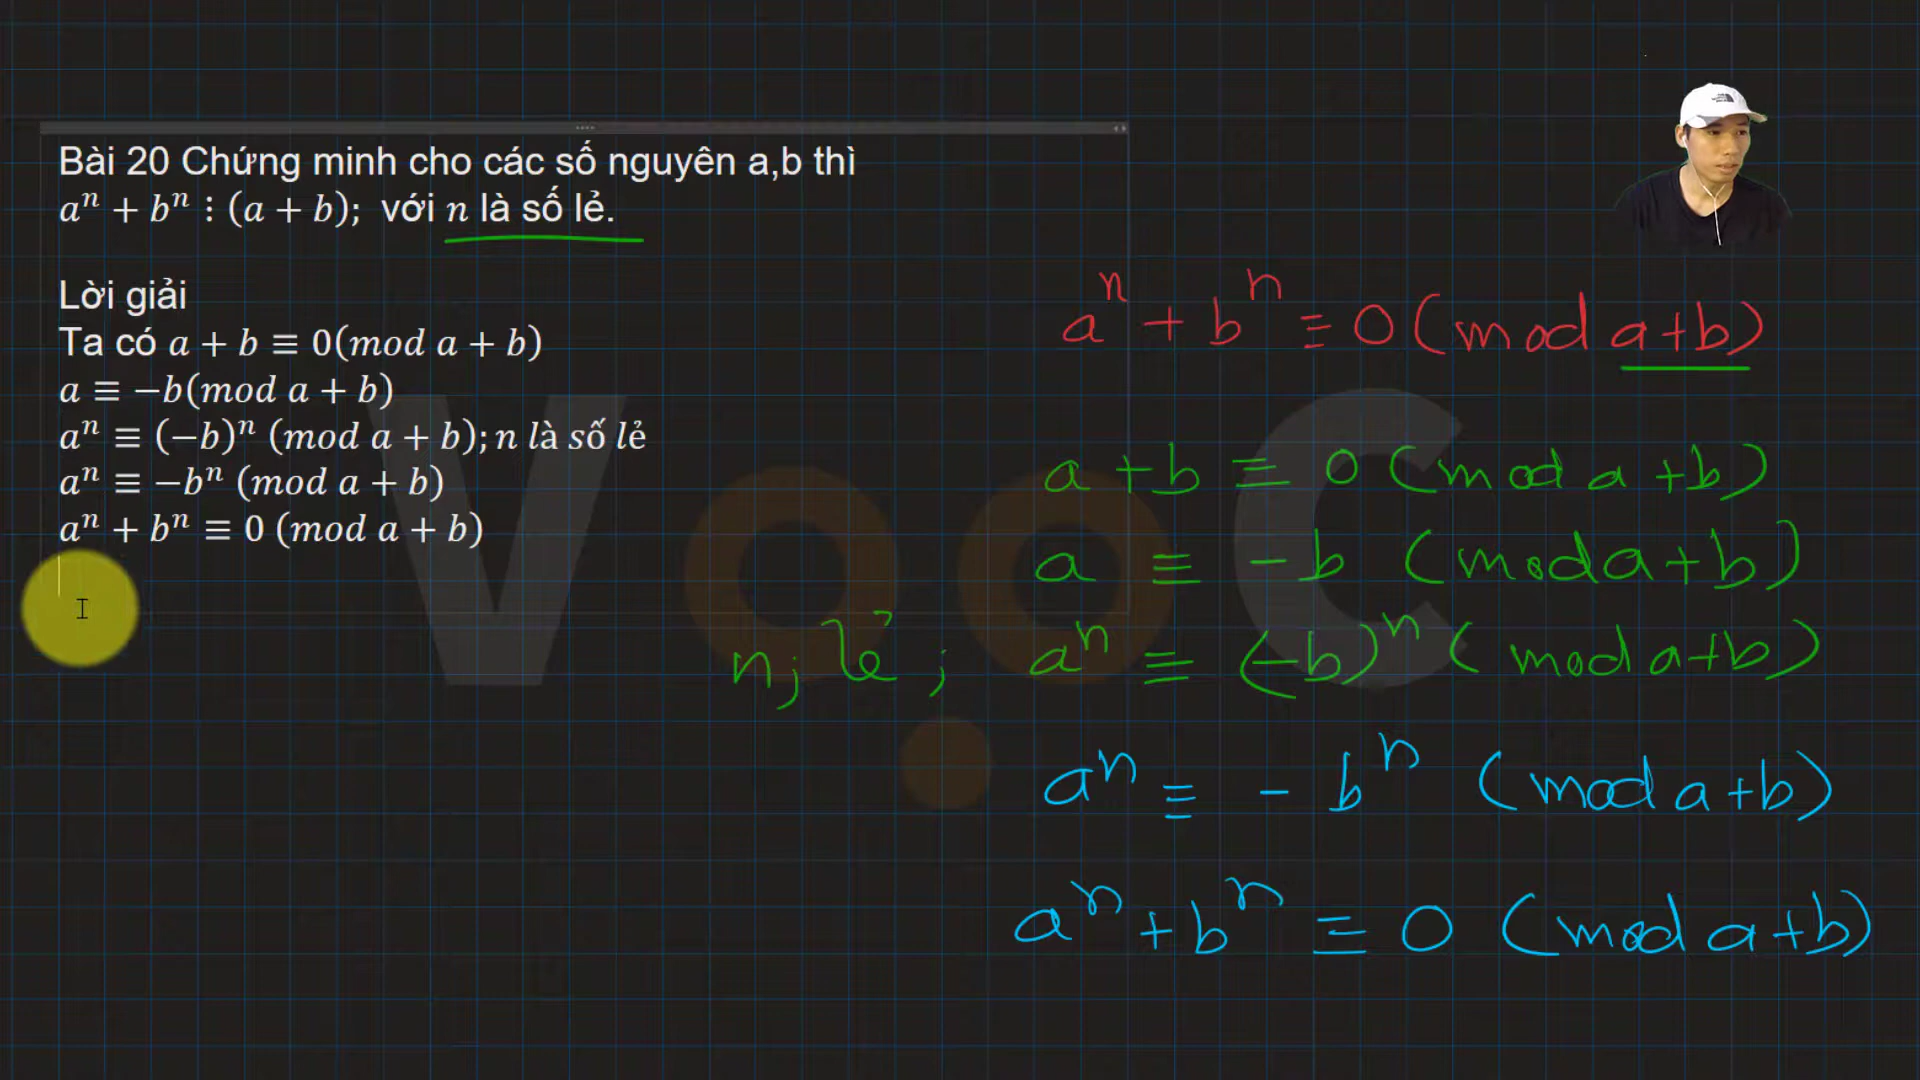 Bài 20 Chứng minh cho các số nguyên a,b thì
aⁿ + bⁿ ⋮ (a + b); với n là số lẻ.
Lời giải
Ta có a + b ≡ 0(mod a + b)
a ≡ −b(mod a + b)
aⁿ ≡ (−b)ⁿ (mod a + b); n là số lẻ
aⁿ ≡ −bⁿ (mod a + b)
aⁿ + bⁿ ≡ 0 (mod a + b)
aⁿ + bⁿ ≡ 0 (mod a+b)
a + b ≡ 0 (mod a + b)
a ≡ −b (mod a+b)
n; lẻ; aⁿ ≡ (−b)ⁿ (mod a+b)
aⁿ ≡ − bⁿ (mod a+b)
aⁿ + bⁿ ≡ 0 (mod a+b)
VooC